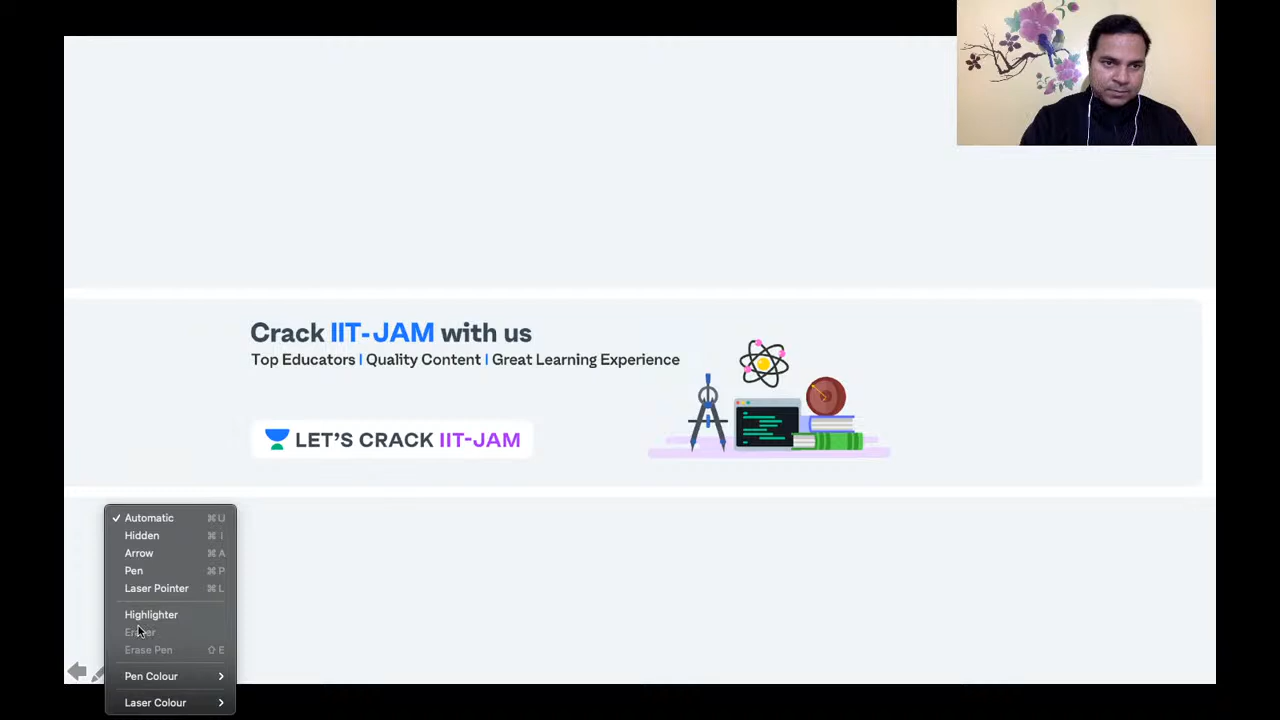 Crack IIT-JAM with us
Top Educators I Quality Content I Great Learning Experience
LET'S CRACK IIT-JAM
✓ Automatic ⌘U
Hidden ⌘I
Arrow ⌘A
Pen ⌘P
Laser Pointer ⌘L
Highlighter
Eraser
Erase Pen ⇧E
Pen Colour
Laser Colour